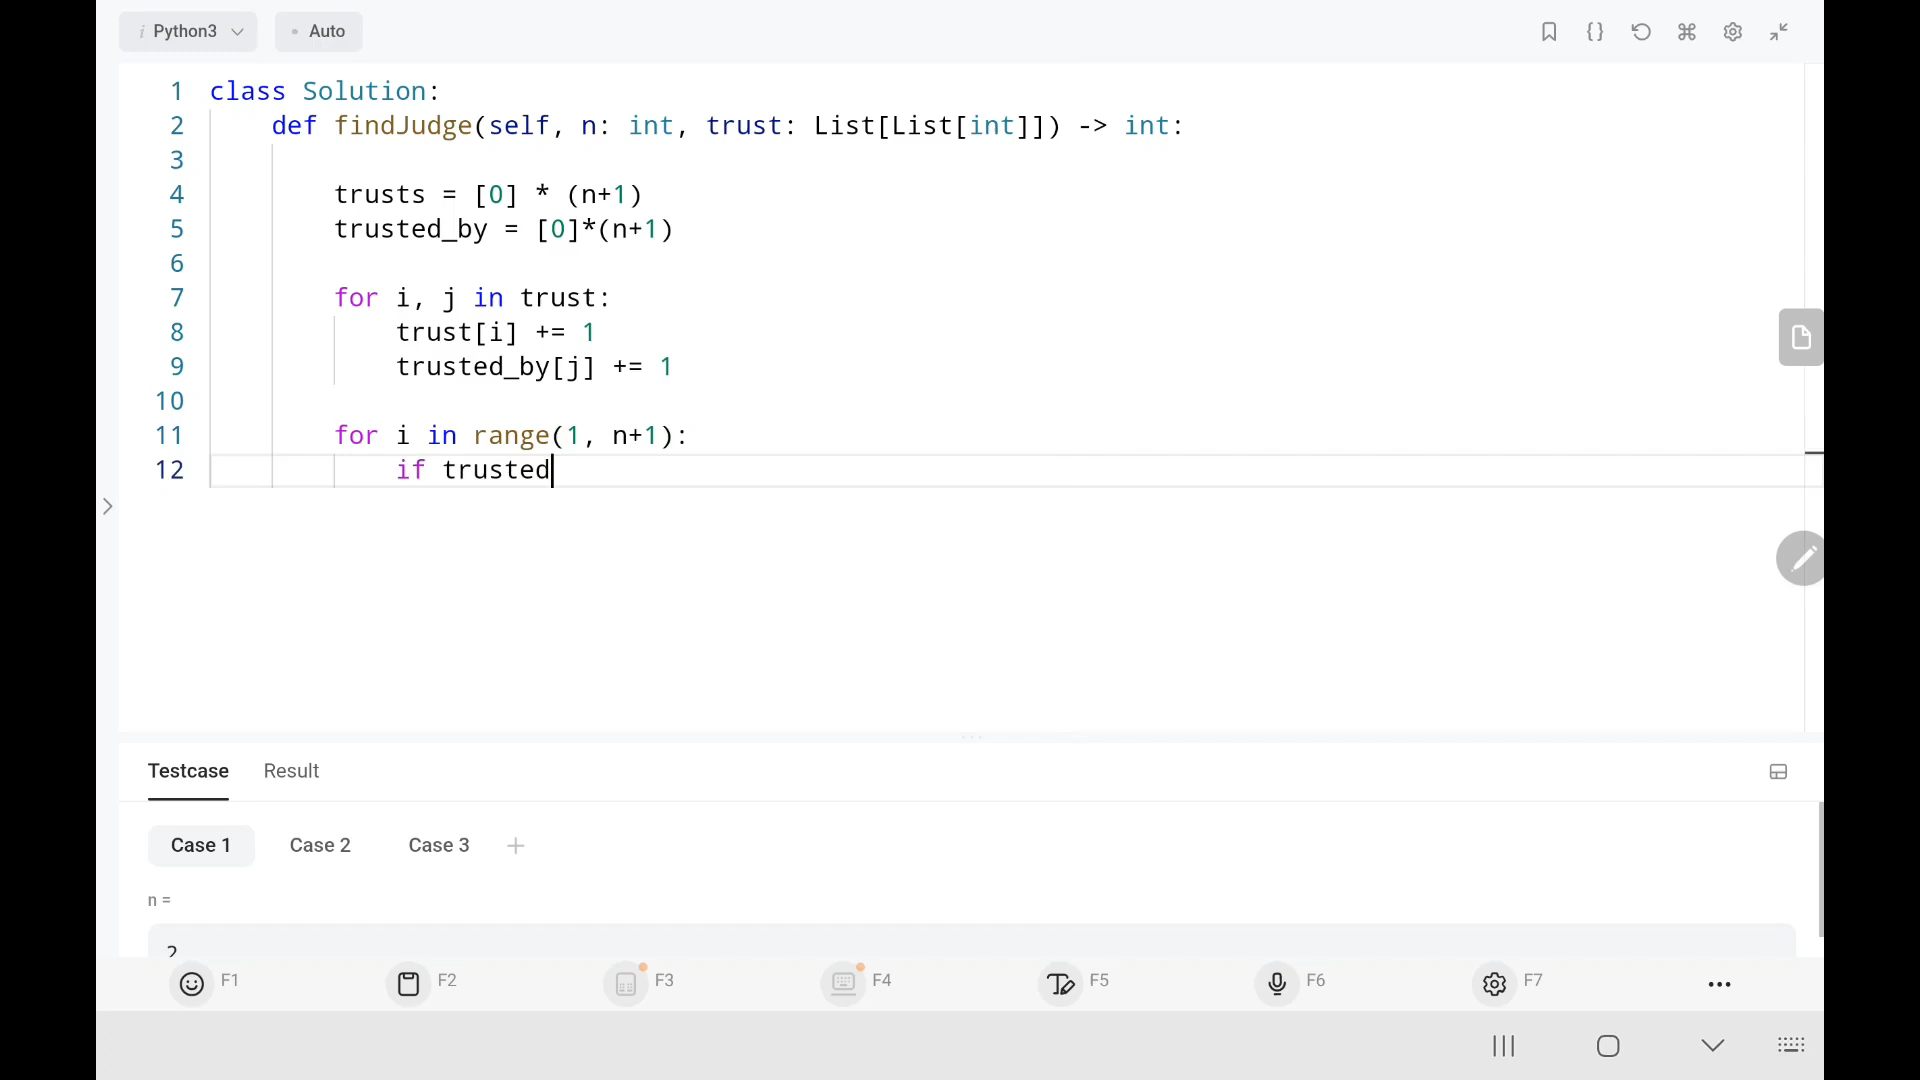 i Python3
Auto
1 class Solution:
2 def findJudge(self, n: int, trust: List[List[int]]) -> int:
3
4 trusts = [0] * (n+1)
5 trusted_by = [0]*(n+1)
6
7 for i, j in trust:
8 trust[i] += 1
9 trusted_by[j] += 1
10
11 for i in range(1, n+1):
12 if trusted
Testcase Result
Case 1 Case 2 Case 3 +
n =
2
F1 F2 F3 F4 F5 F6 F7